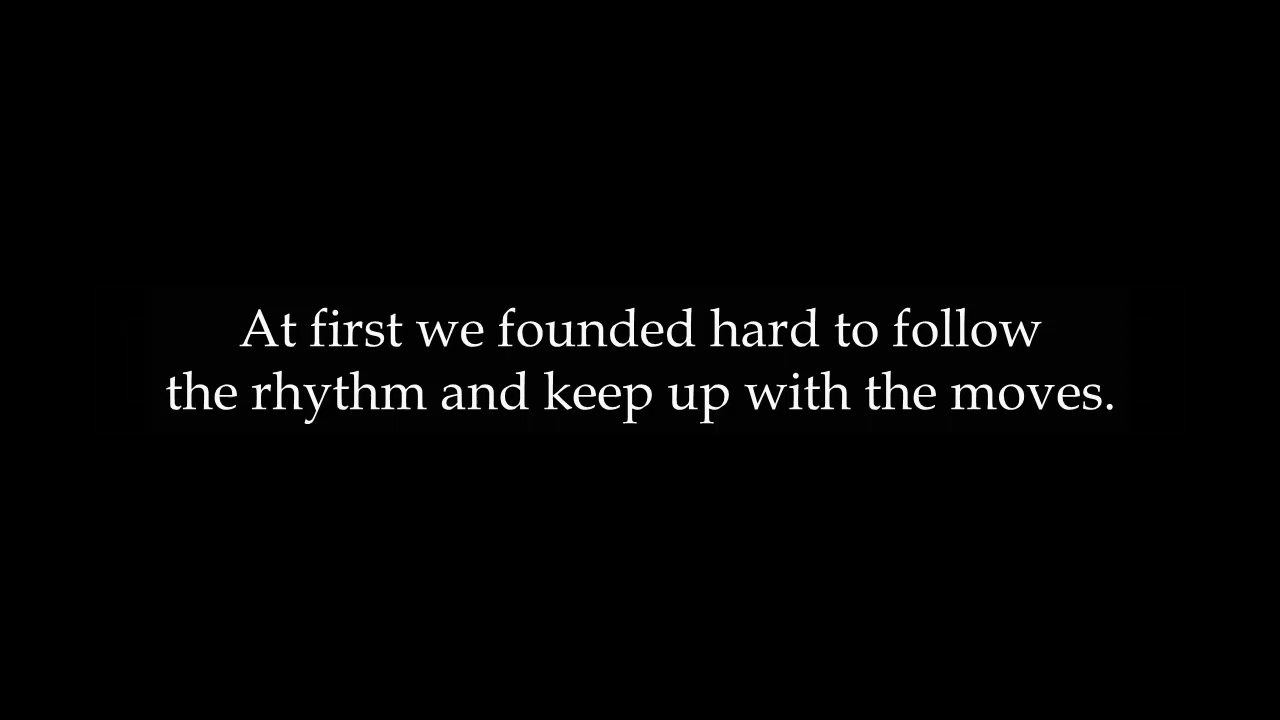 At first we founded hard to follow
the rhythm and keep up with the moves.